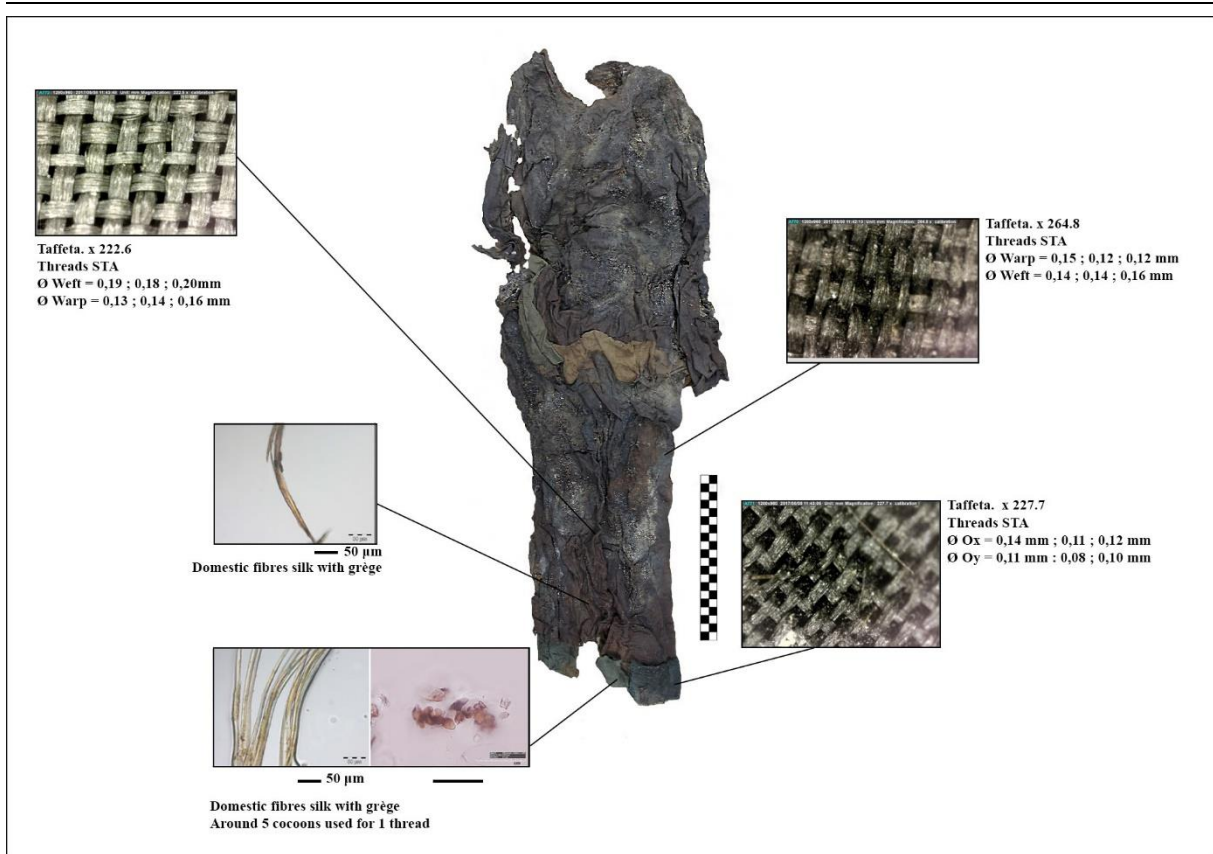 Taffeta. x 222.6
Threads STA
Ø Weft = 0,19 ; 0,18 ; 0,20mm
Ø Warp = 0,13 ; 0,14 ; 0,16 mm
Taffeta. x 264.8
Threads STA
Ø Warp = 0,15 ; 0,12 ; 0,12 mm
Ø Weft = 0,14 ; 0,14 ; 0,16 mm
50 µm
Domestic fibres silk with grège
Taffeta. x 227.7
Threads STA
Ø Ox = 0,14 mm ; 0,11 ; 0,12 mm
Ø Oy = 0,11 mm : 0,08 ; 0,10 mm
50 µm
Domestic fibres silk with grège
Around 5 cocoons used for 1 thread